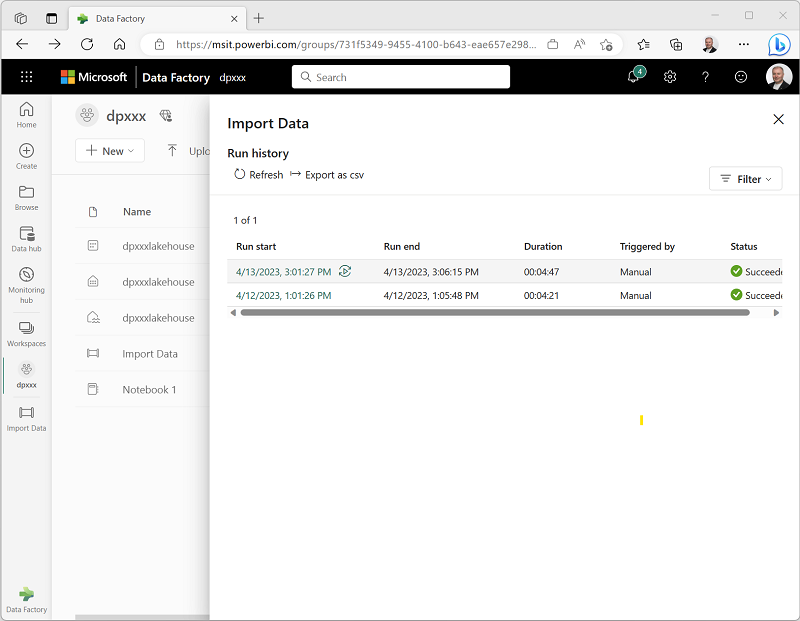 Data Factory
https://msit.powerbi.com/groups/731f5349-9455-4100-b643-eae657e298...
Microsoft Data Factory dpxxx Search 4 ?
Home
Create
Browse
Data hub
Monitoring
hub
Workspaces
dpxxx
Import Data
Data Factory
dpxxx
New Uplo
Name
dpxxxlakehouse
dpxxxlakehouse
dpxxxlakehouse
Import Data
Notebook 1
Import Data
Run history
Refresh Export as csv
Filter
1 of 1
Run start Run end Duration Triggered by Status
4/13/2023, 3:01:27 PM 4/13/2023, 3:06:15 PM 00:04:47 Manual Succeede
4/12/2023, 1:01:26 PM 4/12/2023, 1:05:48 PM 00:04:21 Manual Succeede